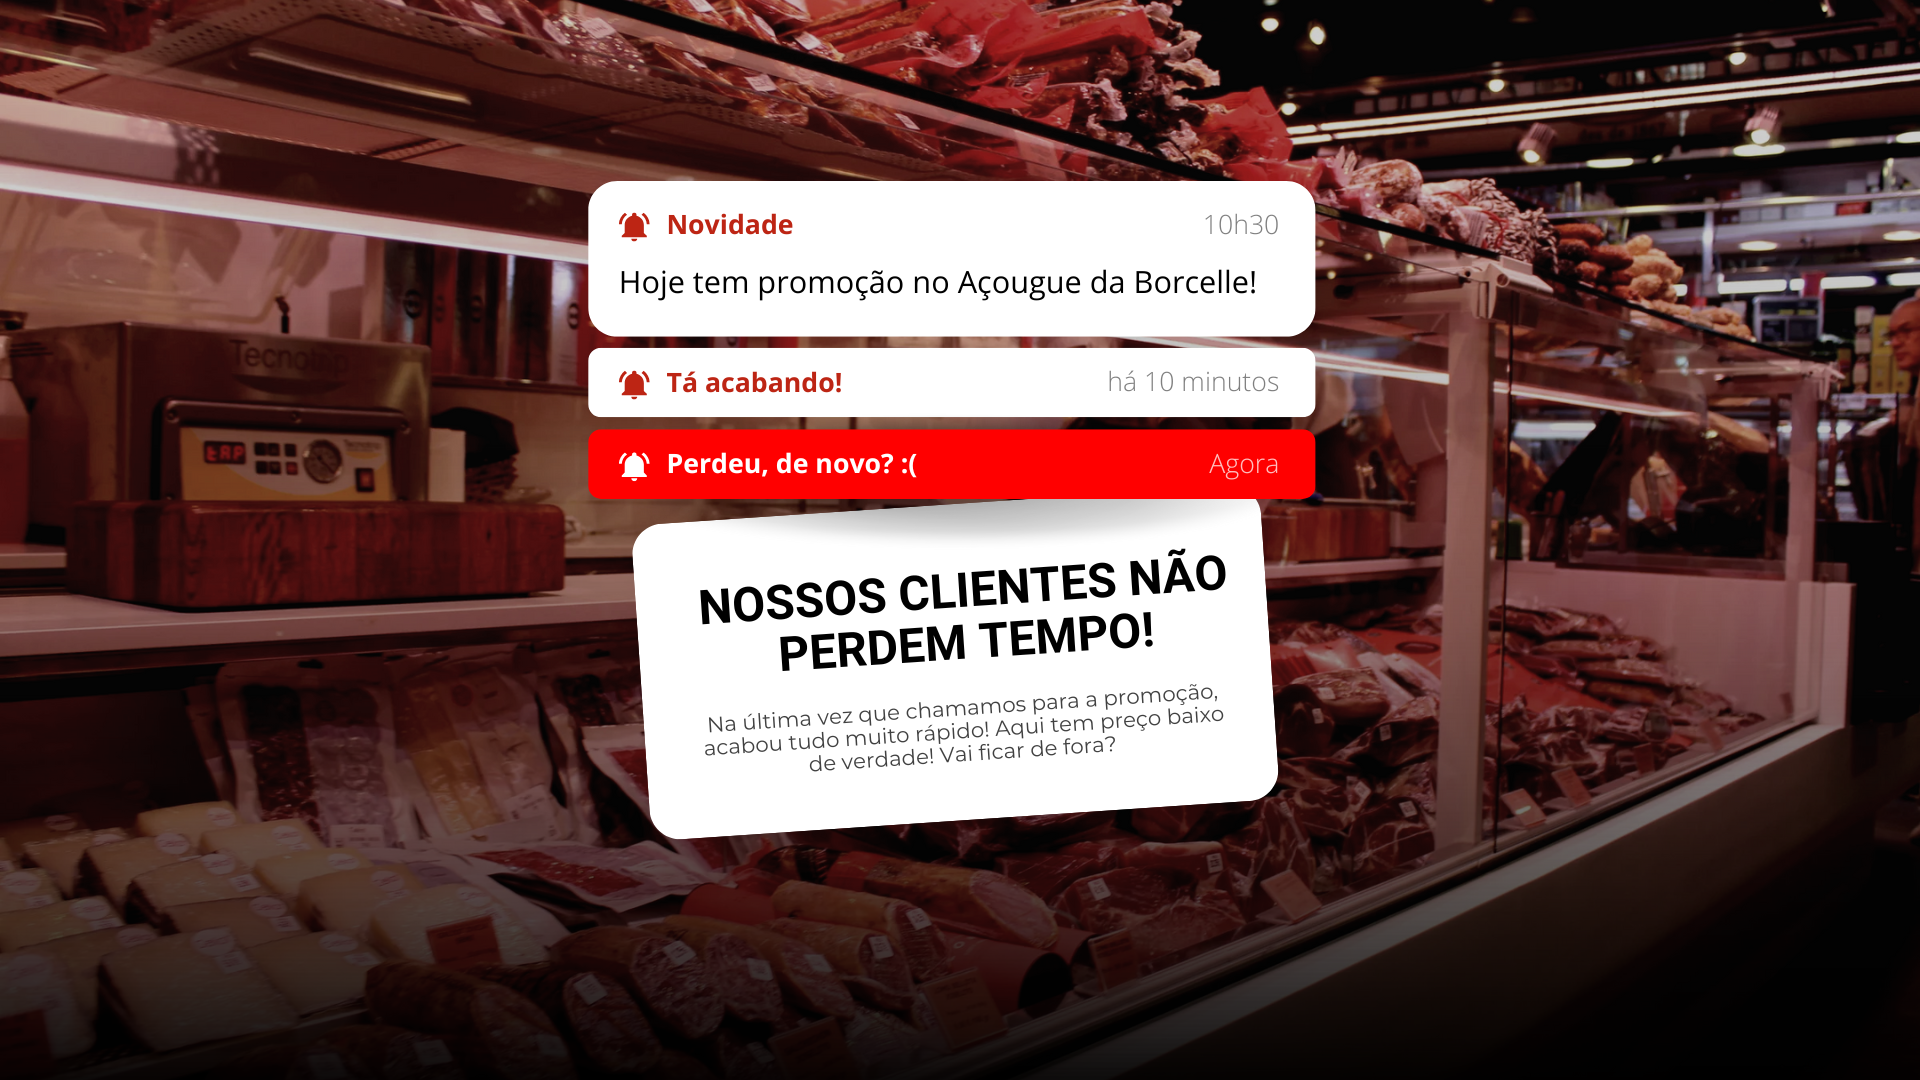 Novidade 10h30
Hoje tem promoção no Açougue da Borcelle!
Tá acabando! há 10 minutos
Perdeu, de novo? :( Agora
NOSSOS CLIENTES NÃO
PERDEM TEMPO!
Na última vez que chamamos para a promoção,
acabou tudo muito rápido! Aqui tem preço baixo
de verdade! Vai ficar de fora?